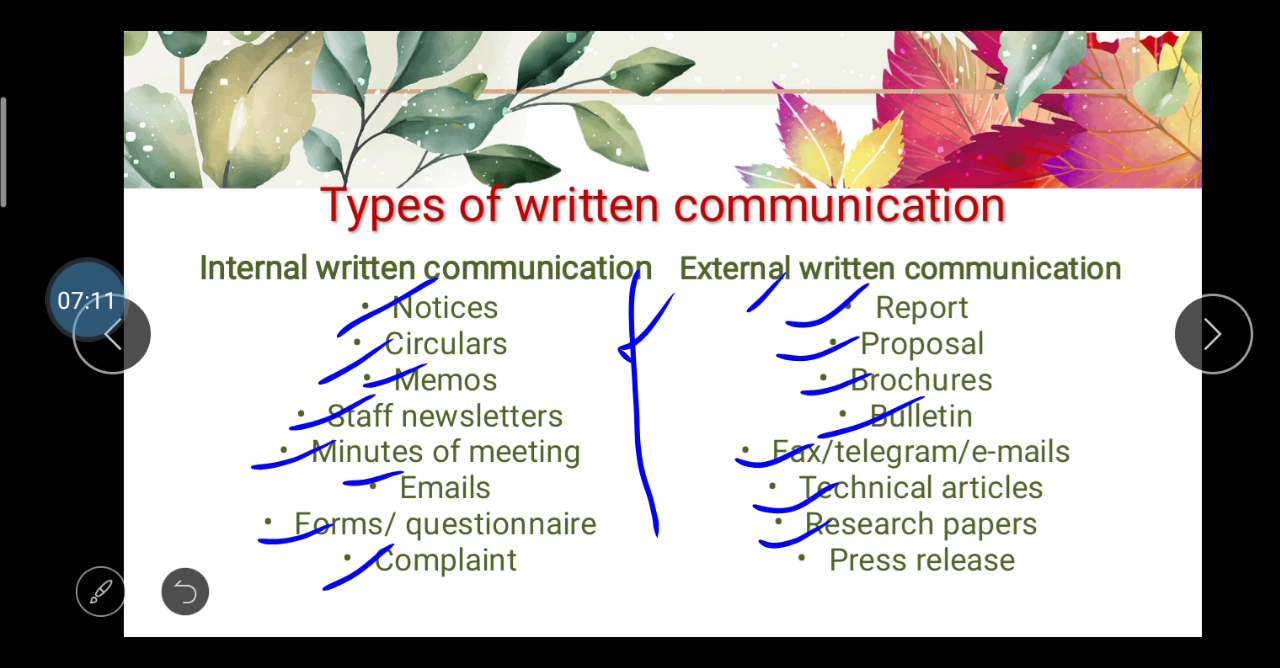 Types of written communication
Internal written communication
• Notices
• Circulars
• Memos
• Staff newsletters
• Minutes of meeting
• Emails
• Forms/ questionnaire
• Complaint
External written communication
• Report
• Proposal
• Brochures
• Bulletin
• Fax/telegram/e-mails
• Technical articles
• Research papers
• Press release
07:11